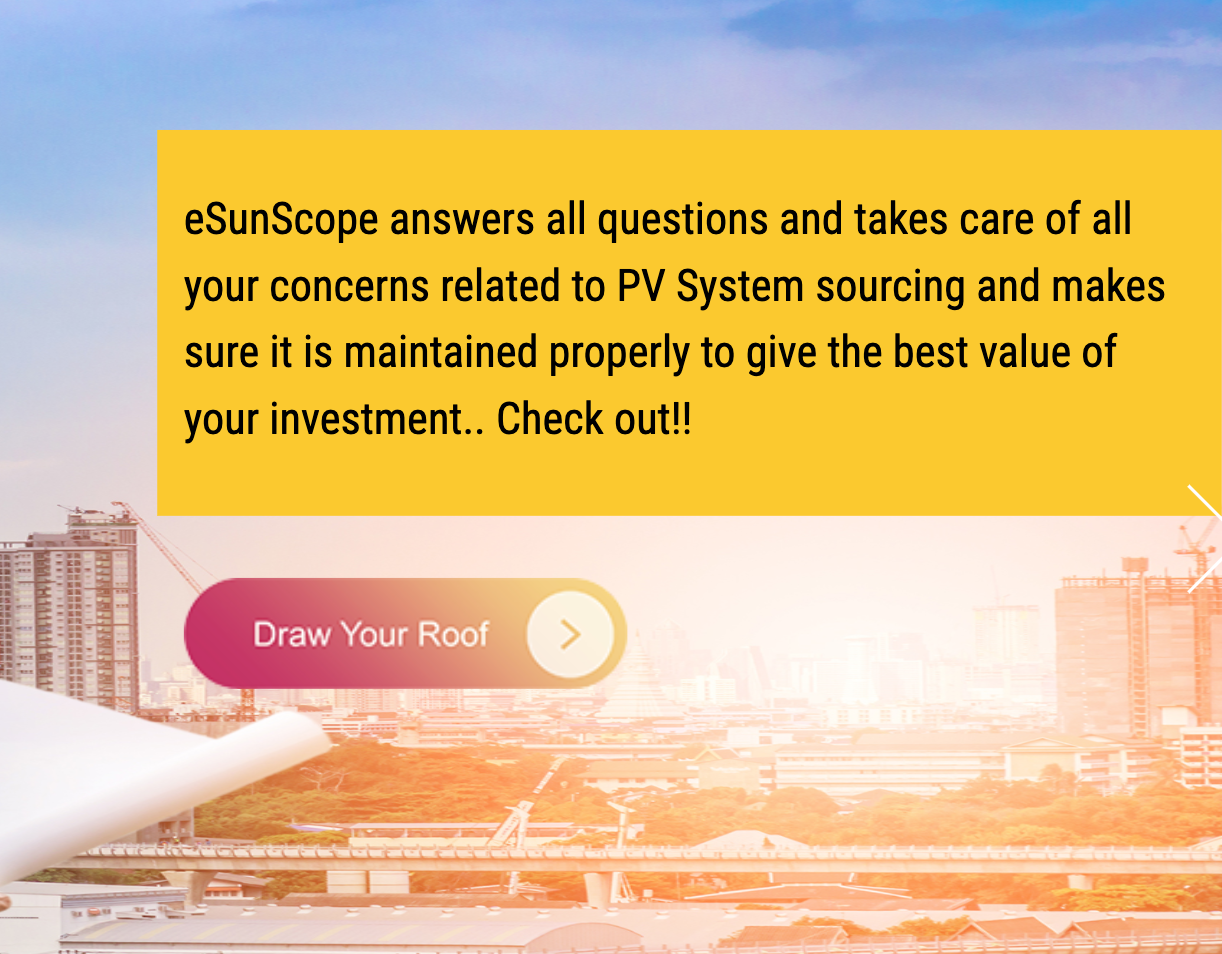 eSunScope answers all questions and takes care of all
your concerns related to PV System sourcing and makes
sure it is maintained properly to give the best value of
your investment.. Check out!!
Draw Your Roof